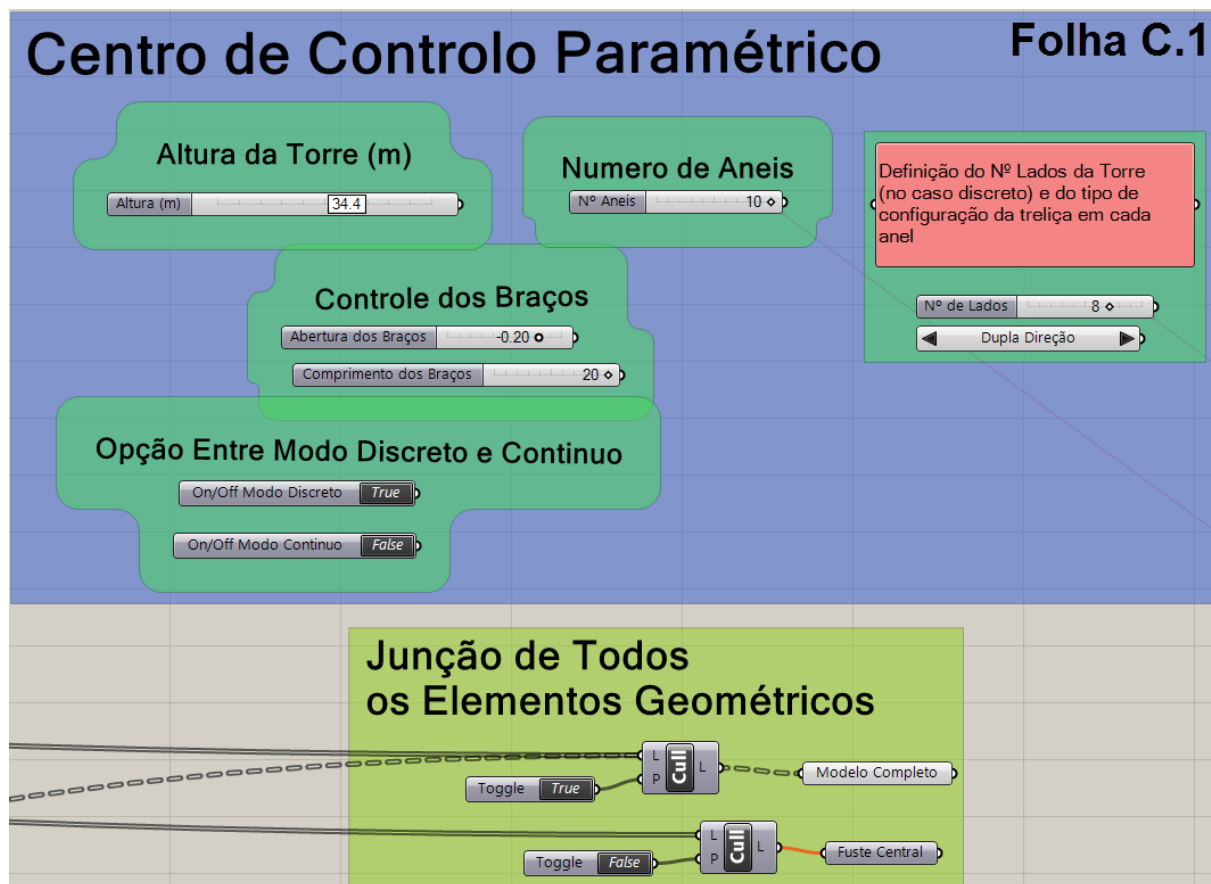 Centro de Controlo Paramétrico
Folha C.1
Altura da Torre (m)
Altura (m) 34.4
Numero de Aneis
Nº Aneis 10
Definição do Nº Lados da Torre
(no caso discreto) e do tipo de
configuração da treliça em cada
anel
Nº de Lados 8
Dupla Direção
Controle dos Braços
Abertura dos Braços -0.20
Comprimento dos Braços 20
Opção Entre Modo Discreto e Continuo
On/Off Modo Discreto True
On/Off Modo Continuo False
Junção de Todos
os Elementos Geométricos
L
P
Cull
L
Modelo Completo
Toggle True
L
P
Cull
L
Fuste Central
Toggle False